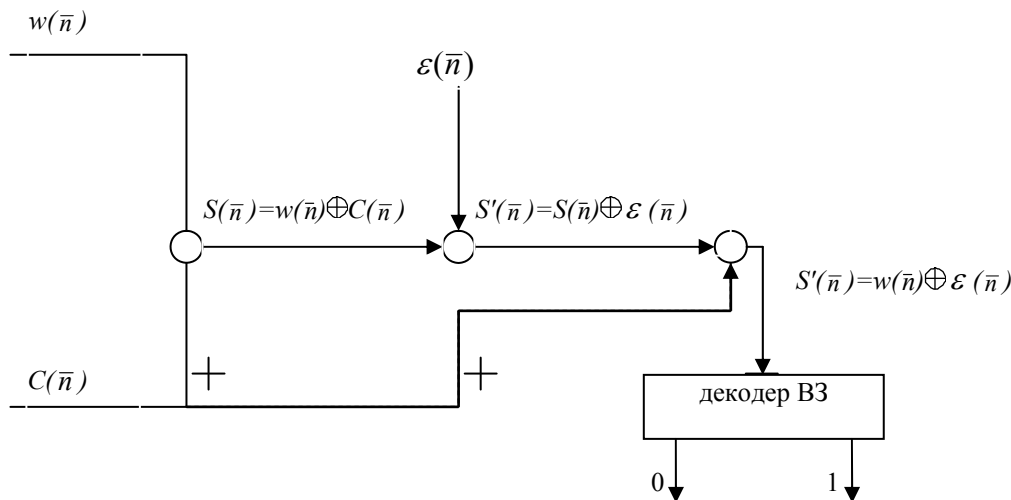 w(n̅)
ε(n̅)
S(n̅)=w(n̅)⊕C(n̅)
S'(n̅)=S(n̅)⊕ε(n̅)
S'(n̅)=w(n̅)⊕ε(n̅)
C(n̅)
+
+
декодер ВЗ
0
1